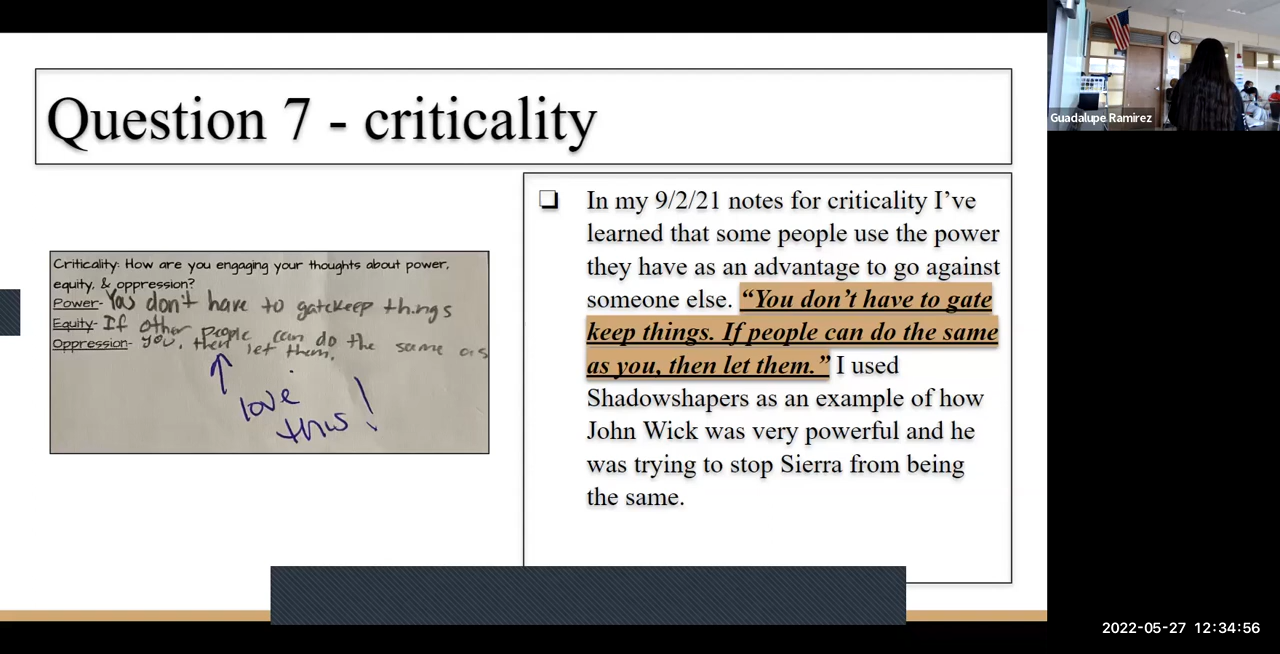 Question 7 - criticality
Criticality: How are you engaging your thoughts about power,
equity, & oppression?
Power- You don't have to gatekeep things
Equity- If other people can do the same as
Oppression- you, then let them.
love
this!
❑ In my 9/2/21 notes for criticality I’ve
learned that some people use the power
they have as an advantage to go against
someone else. “You don’t have to gate
keep things. If people can do the same
as you, then let them.” I used
Shadowshapers as an example of how
John Wick was very powerful and he
was trying to stop Sierra from being
the same.
Guadalupe Ramirez
2022-05-27 12:34:56